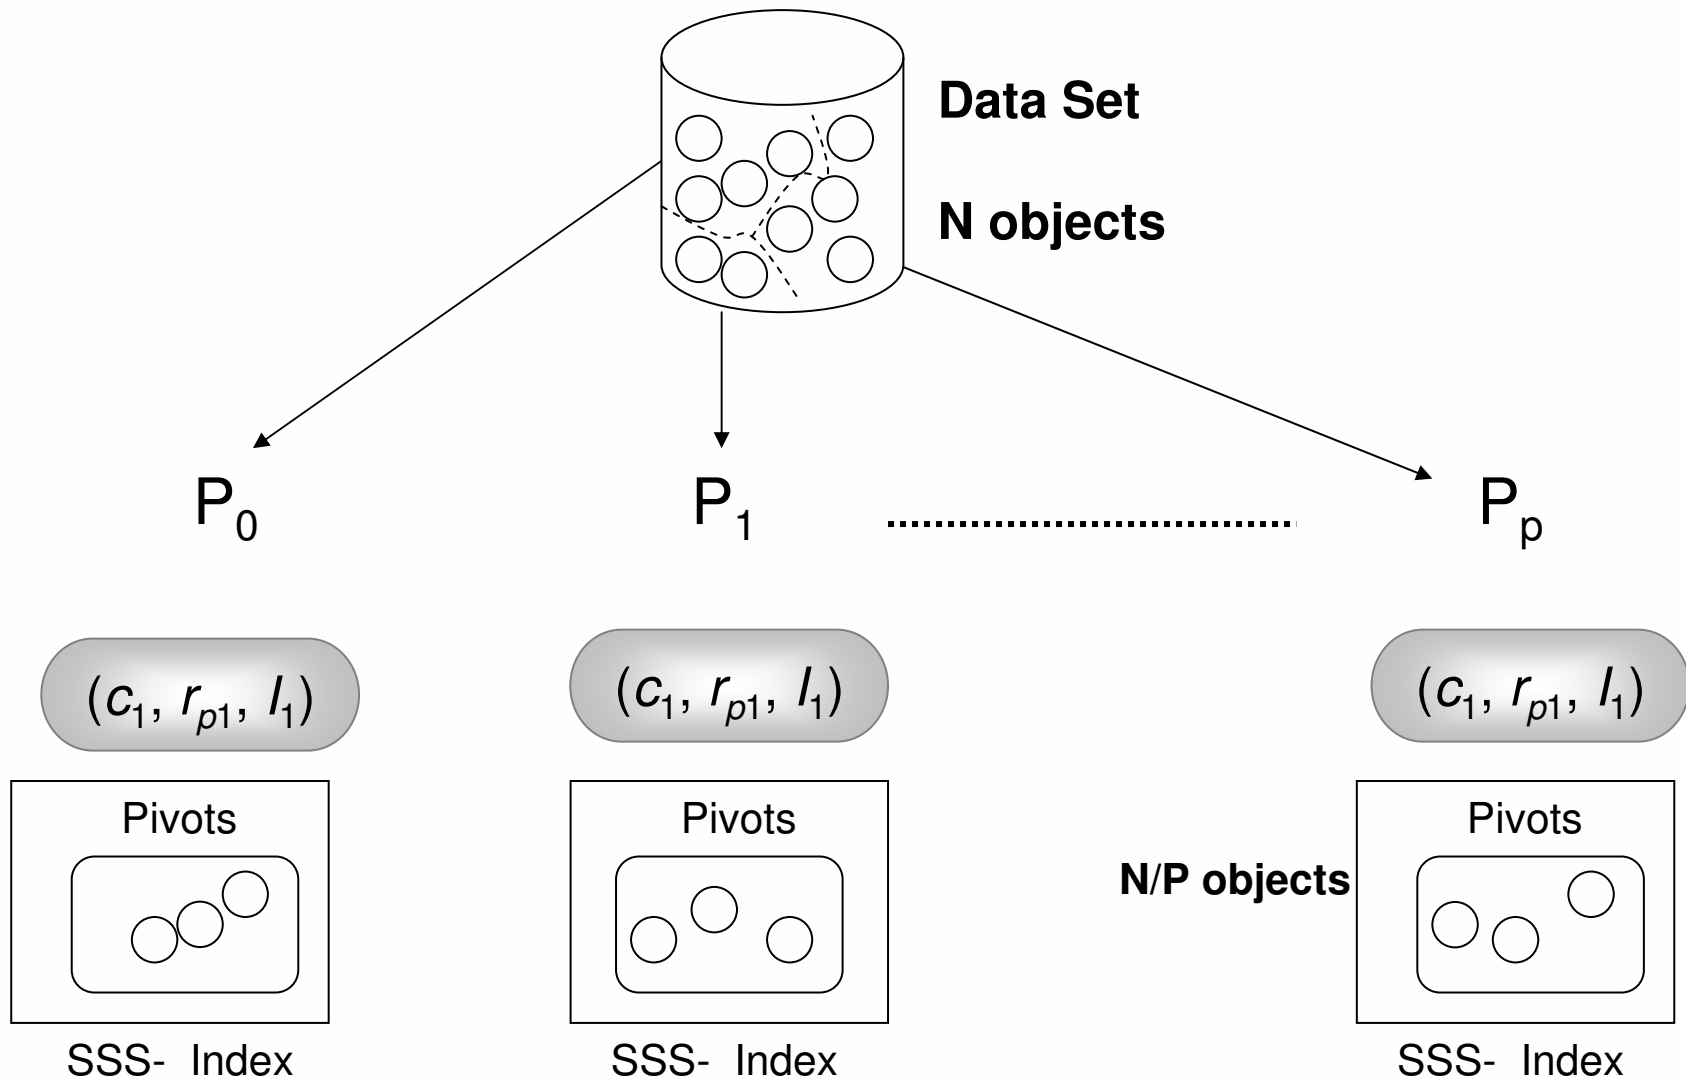 Data Set
N objects
P₀
P₁
Pₚ
(c₁, rₚ₁, I₁)
(c₁, rₚ₁, I₁)
(c₁, rₚ₁, I₁)
Pivots
Pivots
Pivots
N/P objects
SSS- Index
SSS- Index
SSS- Index